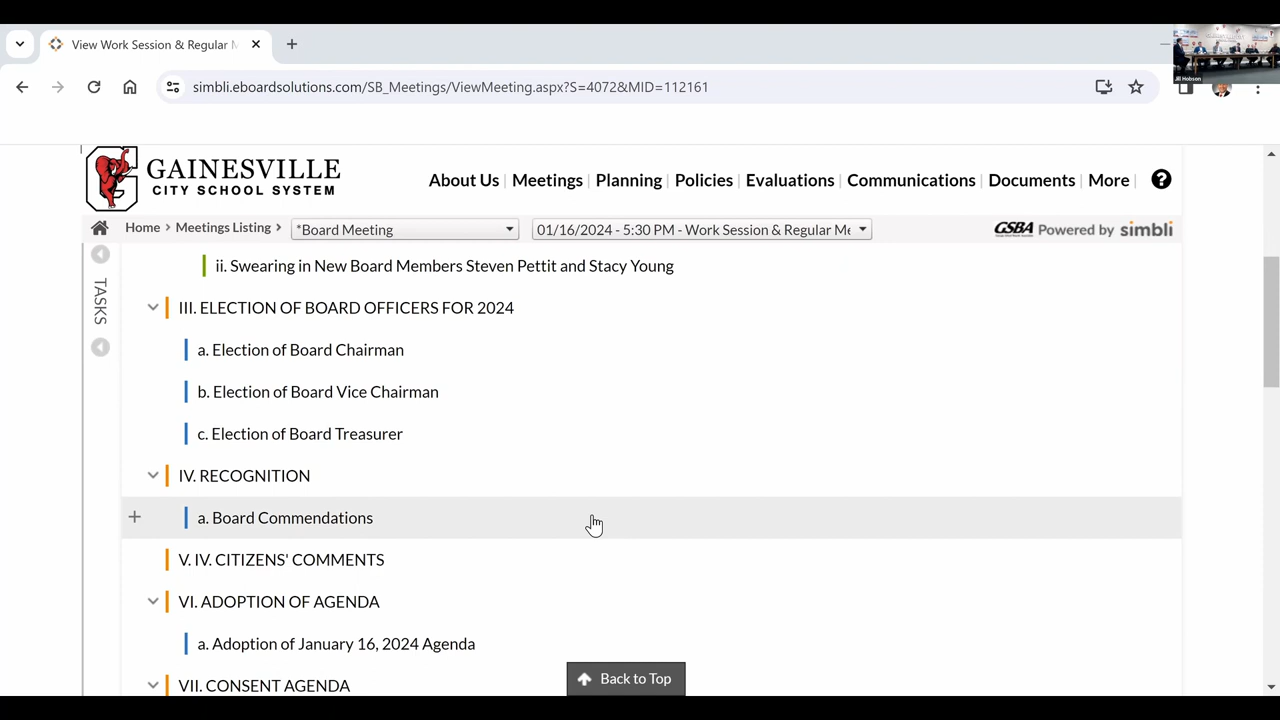 View Work Session & Regular M
simbli.eboardsolutions.com/SB_Meetings/ViewMeeting.aspx?S=4072&MID=112161
Jill Hobson
GAINESVILLE
CITY SCHOOL SYSTEM
About Us | Meetings | Planning | Policies | Evaluations | Communications | Documents | More |
Home > Meetings Listing > *Board Meeting 01/16/2024 - 5:30 PM - Work Session & Regular Me GSBA Powered by simbli
TASKS
ii. Swearing in New Board Members Steven Pettit and Stacy Young
III. ELECTION OF BOARD OFFICERS FOR 2024
a. Election of Board Chairman
b. Election of Board Vice Chairman
c. Election of Board Treasurer
IV. RECOGNITION
a. Board Commendations
V. IV. CITIZENS' COMMENTS
VI. ADOPTION OF AGENDA
a. Adoption of January 16, 2024 Agenda
VII. CONSENT AGENDA
Back to Top